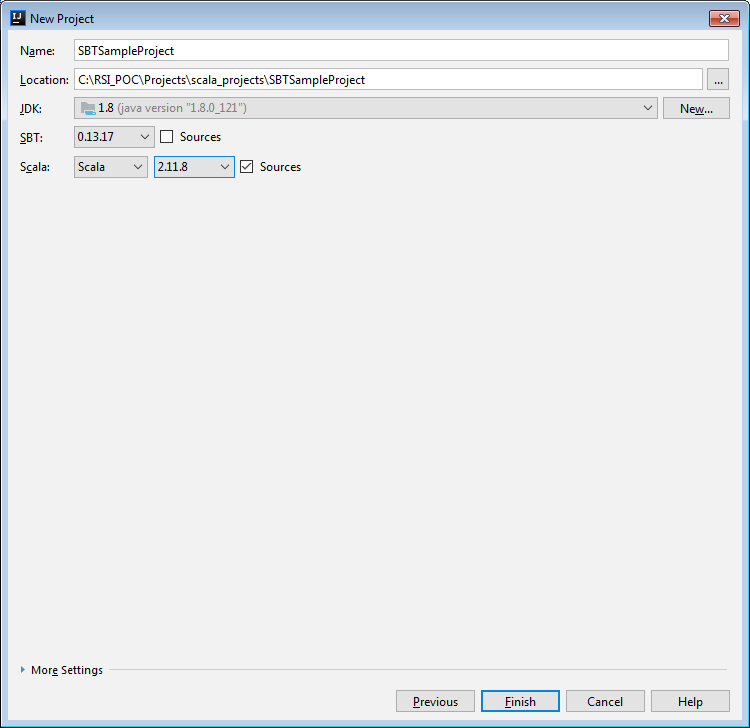 IJ New Project
Name: SBTSampleProject
Location: C:\RSI_POC\Projects\scala_projects\SBTSampleProject ...
JDK: 1.8 (java version "1.8.0_121") New...
SBT: 0.13.17 Sources
Scala: Scala 2.11.8 Sources
More Settings
Previous Finish Cancel Help